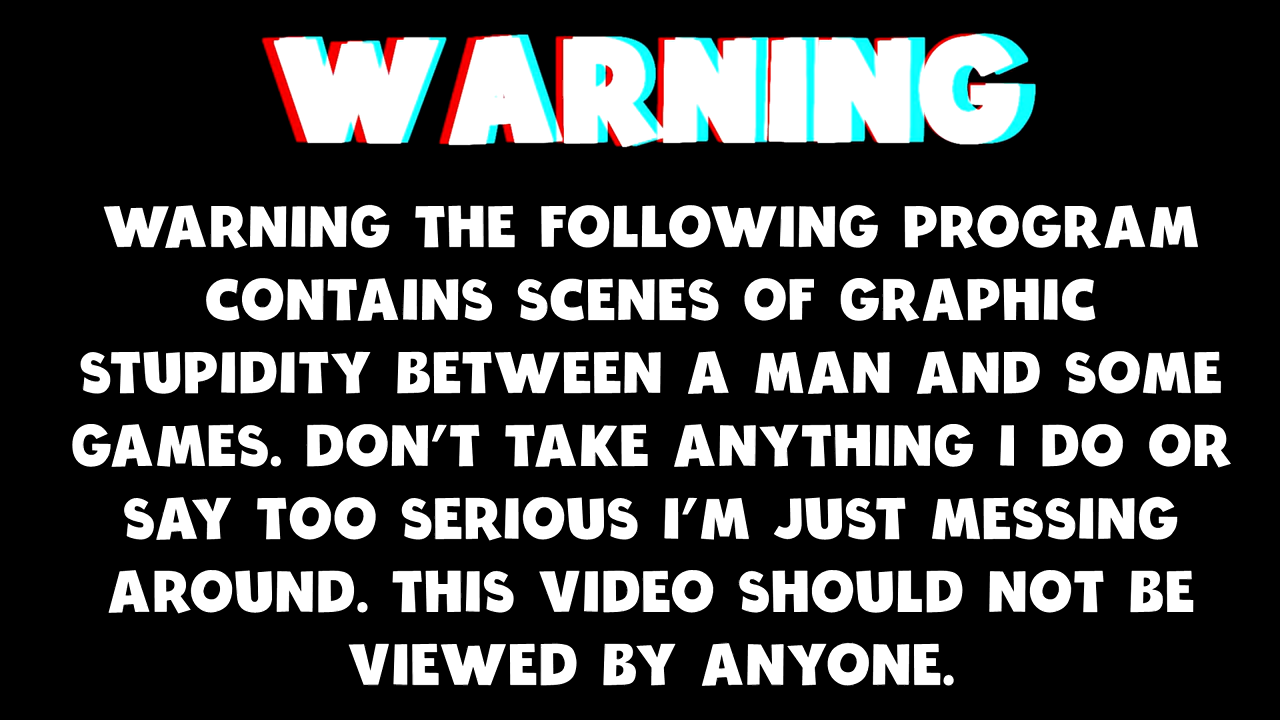 WARNING
WARNING THE FOLLOWING PROGRAM
CONTAINS SCENES OF GRAPHIC
STUPIDITY BETWEEN A MAN AND SOME
GAMES. DON'T TAKE ANYTHING I DO OR
SAY TOO SERIOUS I'M JUST MESSING
AROUND. THIS VIDEO SHOULD NOT BE
VIEWED BY ANYONE.